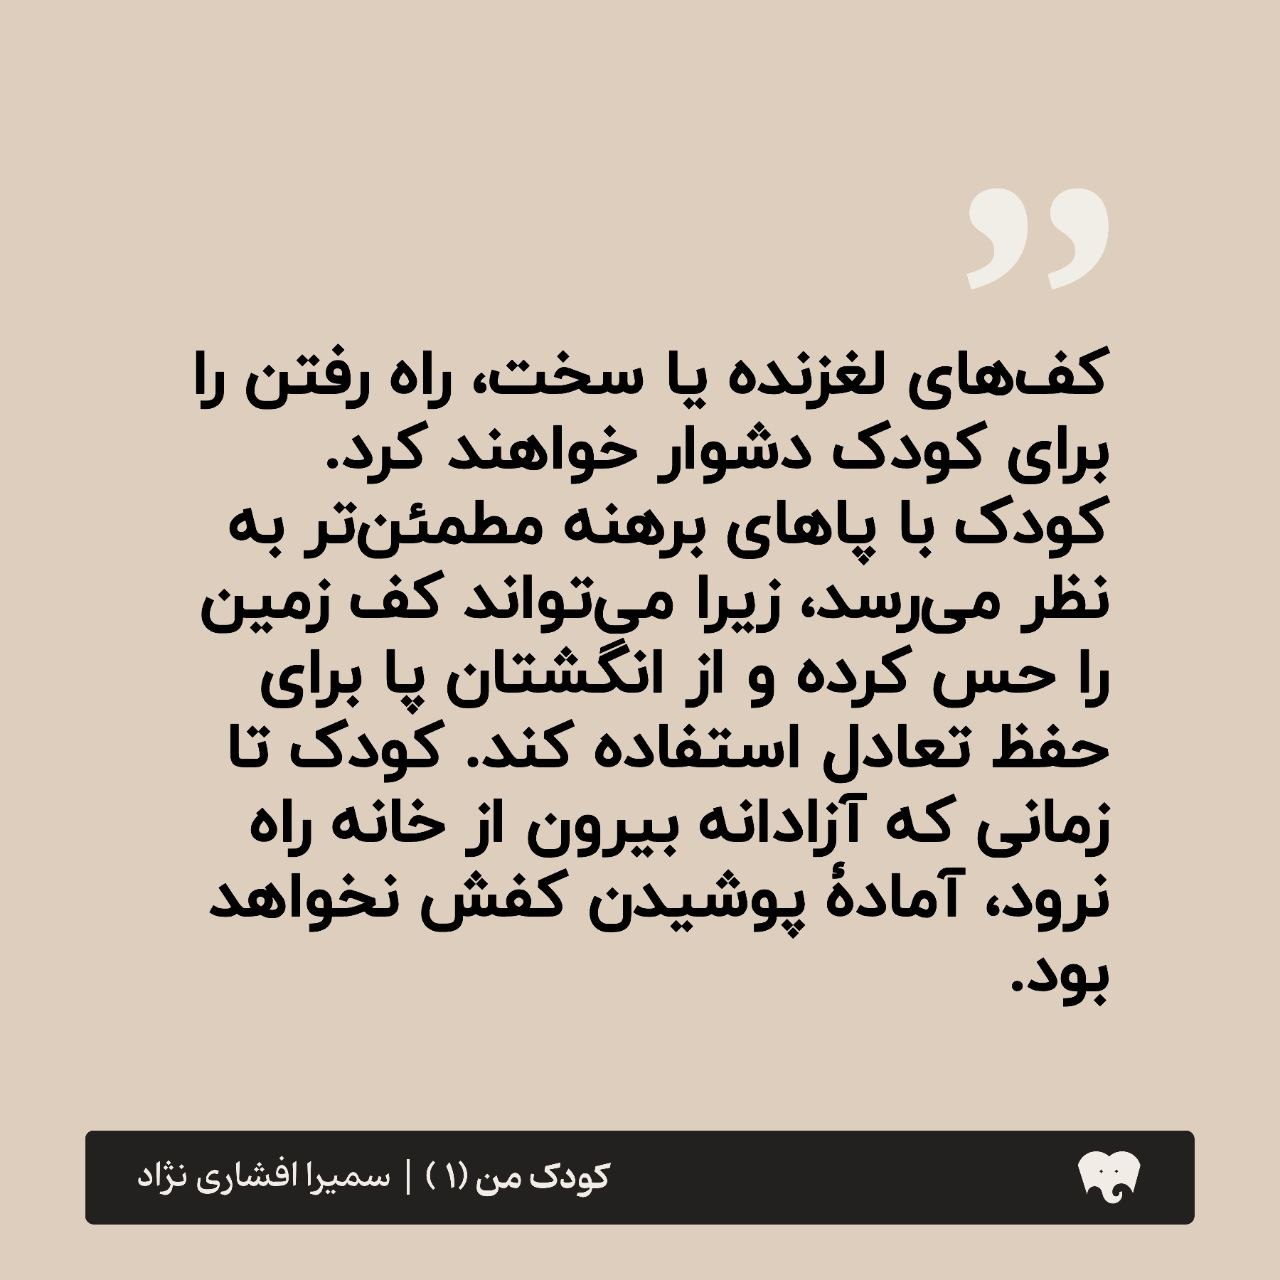 ”
کف‌های لغزنده یا سخت، راه رفتن را
برای کودک دشوار خواهند کرد.
کودک با پاهای برهنه مطمئن‌تر به
نظر می‌رسد، زیرا می‌تواند کف زمین
را حس کرده و از انگشتان پا برای
حفظ تعادل استفاده کند. کودک تا
زمانی که آزادانه بیرون از خانه راه
نرود، آمادهٔ پوشیدن کفش نخواهد
بود.
کودک من (۱) | سمیرا افشاری نژاد